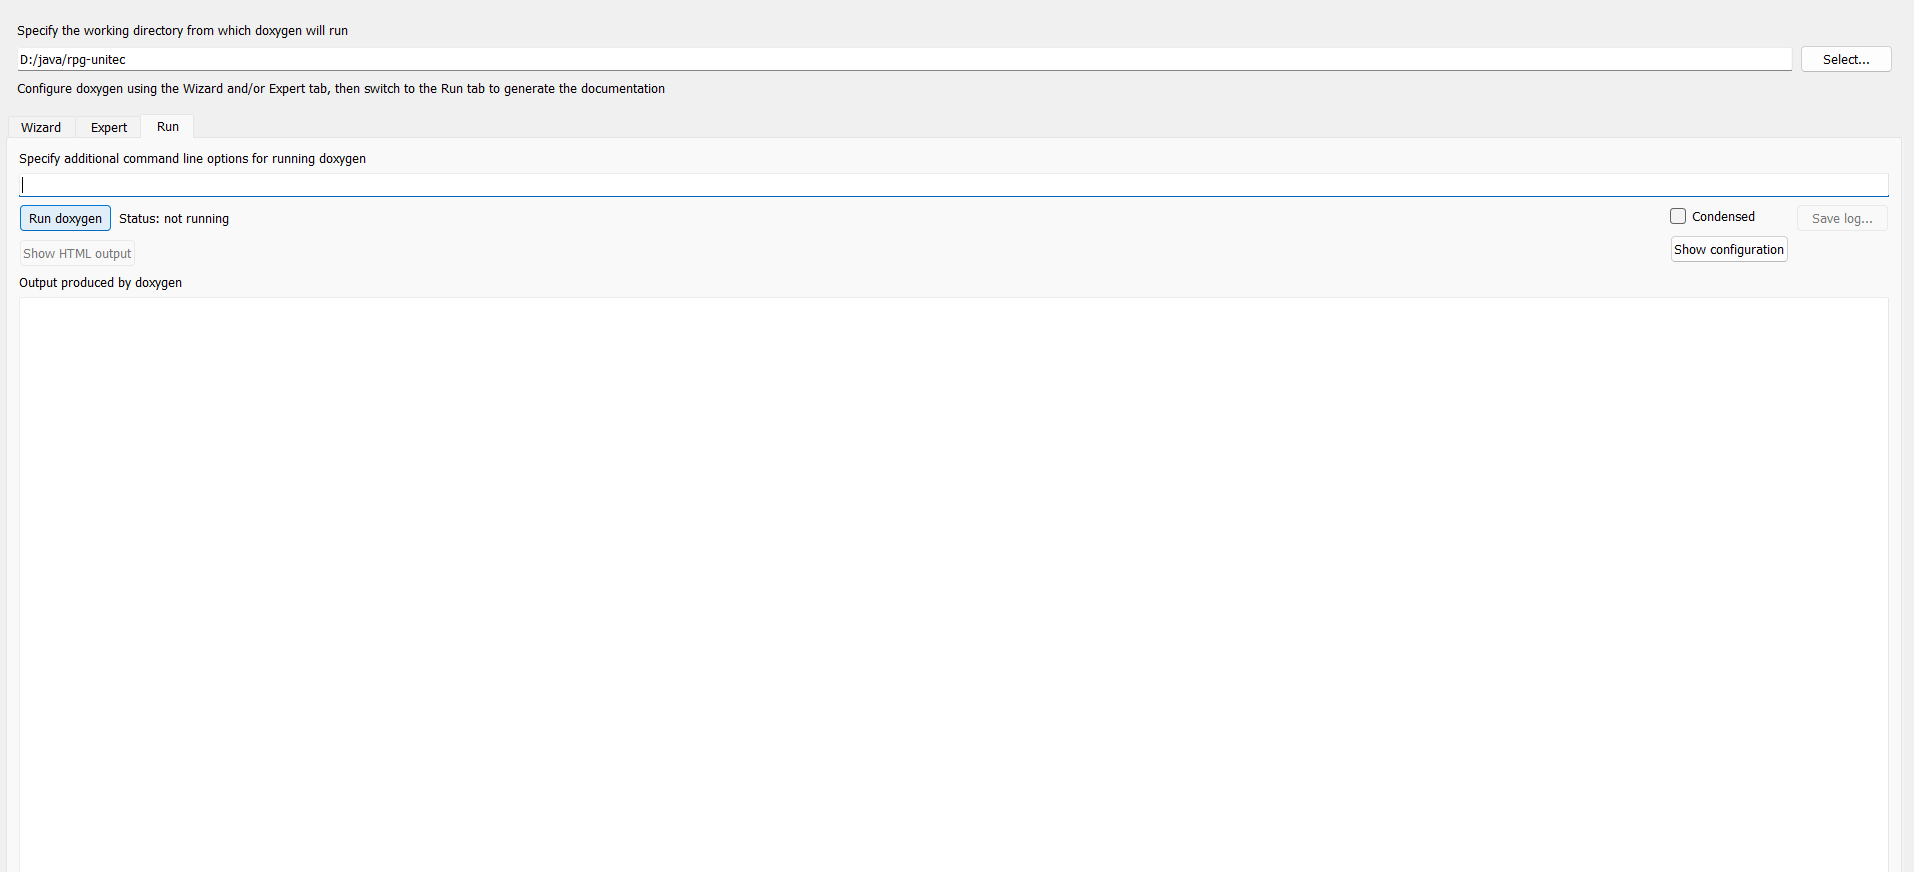 Specify the working directory from which doxygen will run
D:/java/rpg-unitec
Select...
Configure doxygen using the Wizard and/or Expert tab, then switch to the Run tab to generate the documentation
Wizard
Expert
Run
Specify additional command line options for running doxygen
Run doxygen
Status: not running
Condensed
Save log...
Show HTML output
Show configuration
Output produced by doxygen